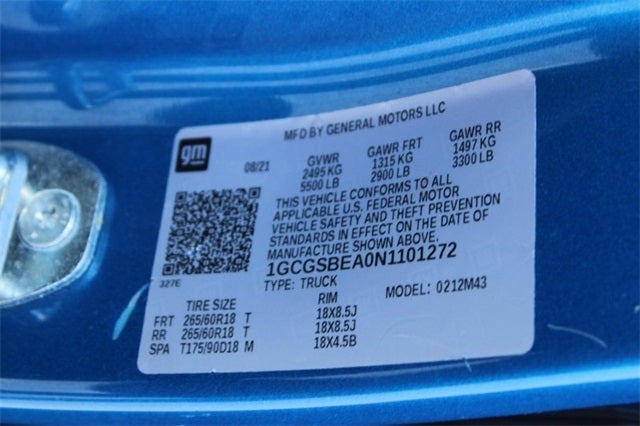 MFD BY GENERAL MOTORS LLC
gm
08/21
GVWR GAWR FRT GAWR RR
2495 KG 1315 KG 1497 KG
5500 LB 2900 LB 3300 LB
THIS VEHICLE CONFORMS TO ALL
APPLICABLE U.S. FEDERAL MOTOR
VEHICLE SAFETY AND THEFT PREVENTION
STANDARDS IN EFFECT ON THE DATE OF
MANUFACTURE SHOWN ABOVE.
1GCGSBEA0N1101272
327E
TYPE: TRUCK MODEL: 0212M43
TIRE SIZE RIM
FRT 265/60R18 T 18X8.5J
RR 265/60R18 T 18X8.5J
SPA T175/90D18 M 18X4.5B